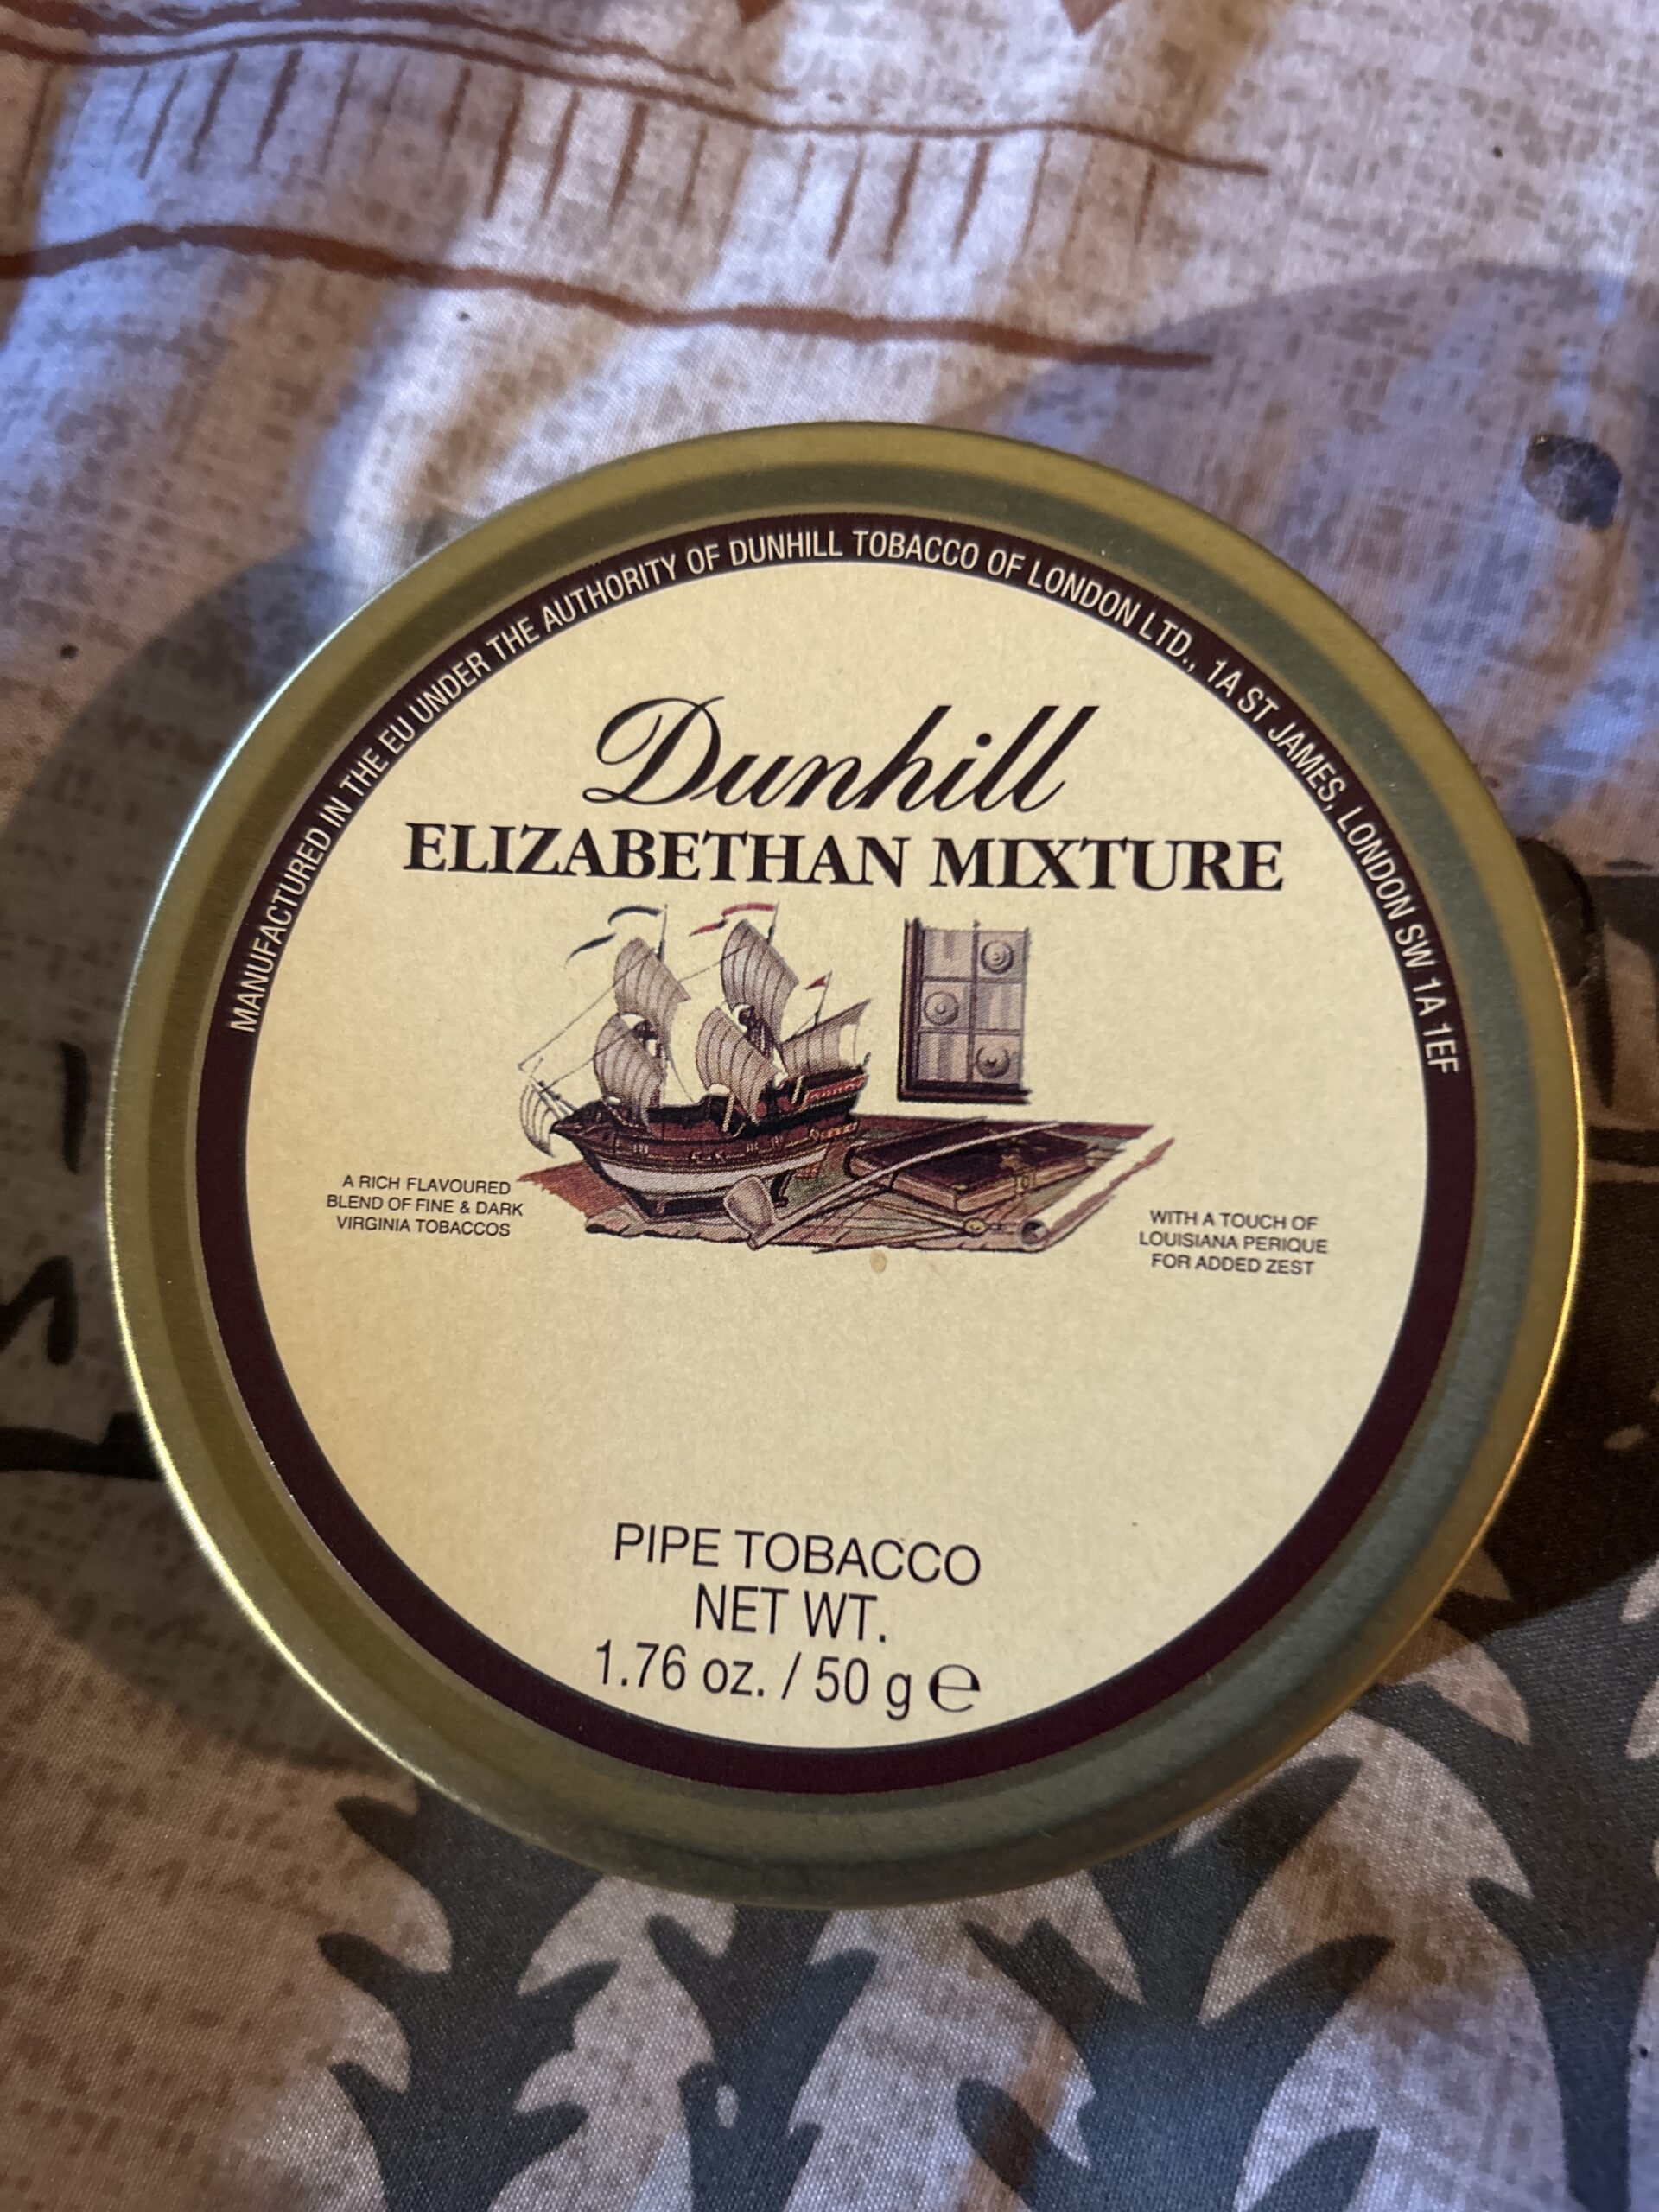 MANUFACTURED IN THE EU UNDER THE AUTHORITY OF DUNHILL TOBACCO OF LONDON LTD., 1A ST JAMES, LONDON SW 1A 1EF
Dunhill
ELIZABETHAN MIXTURE
A RICH FLAVOURED
BLEND OF FINE & DARK
VIRGINIA TOBACCOS
WITH A TOUCH OF
LOUISIANA PERIQUE
FOR ADDED ZEST
PIPE TOBACCO
NET WT.
1.76 oz. / 50 g ℮